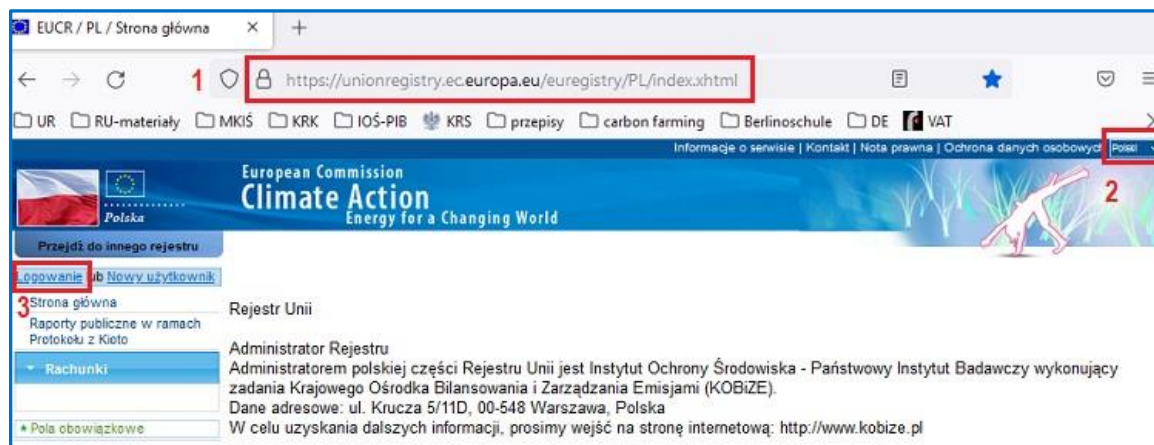 EUCR / PL / Strona główna
1 https://unionregistry.ec.europa.eu/euregistry/PL/index.xhtml
UR RU-materiały MKIŚ KRK IOŚ-PIB KRS przepisy carbon farming Berlinoschule DE VAT
Informacje o serwisie | Kontakt | Nota prawna | Ochrona danych osobowych Polski
2
European Commission
Climate Action
Energy for a Changing World
Polska
Przejdź do innego rejestru
Logowanie lub Nowy użytkownik
3
Strona główna
Raporty publiczne w ramach
Protokołu z Kioto
Rachunki
* Pola obowiązkowe
Rejestr Unii
Administrator Rejestru
Administratorem polskiej części Rejestru Unii jest Instytut Ochrony Środowiska - Państwowy Instytut Badawczy wykonujący
zadania Krajowego Ośrodka Bilansowania i Zarządzania Emisjami (KOBiZE).
Dane adresowe: ul. Krucza 5/11D, 00-548 Warszawa, Polska
W celu uzyskania dalszych informacji, prosimy wejść na stronę internetową: http://www.kobize.pl